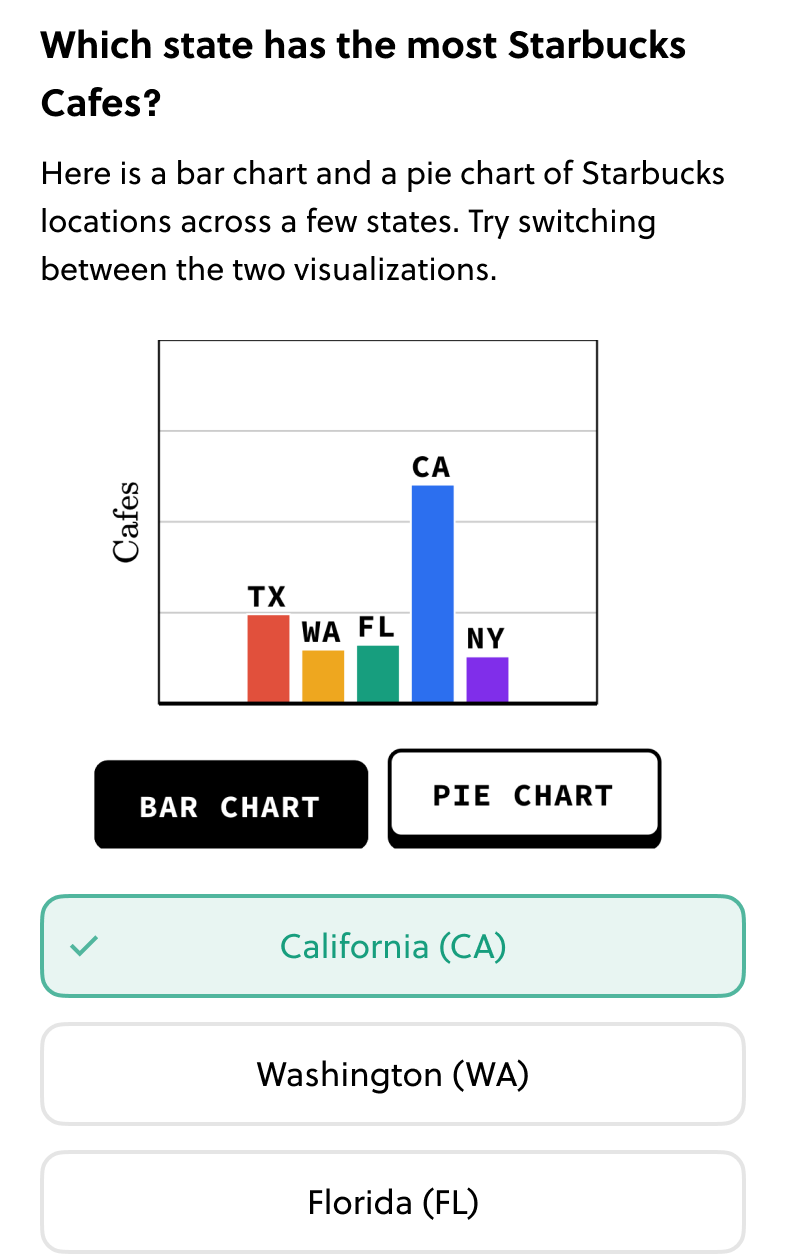 Which state has the most Starbucks
Cafes?
Here is a bar chart and a pie chart of Starbucks
locations across a few states. Try switching
between the two visualizations.
Cafes
CA
TX
WA
FL
NY
BAR CHART
PIE CHART
California (CA)
Washington (WA)
Florida (FL)